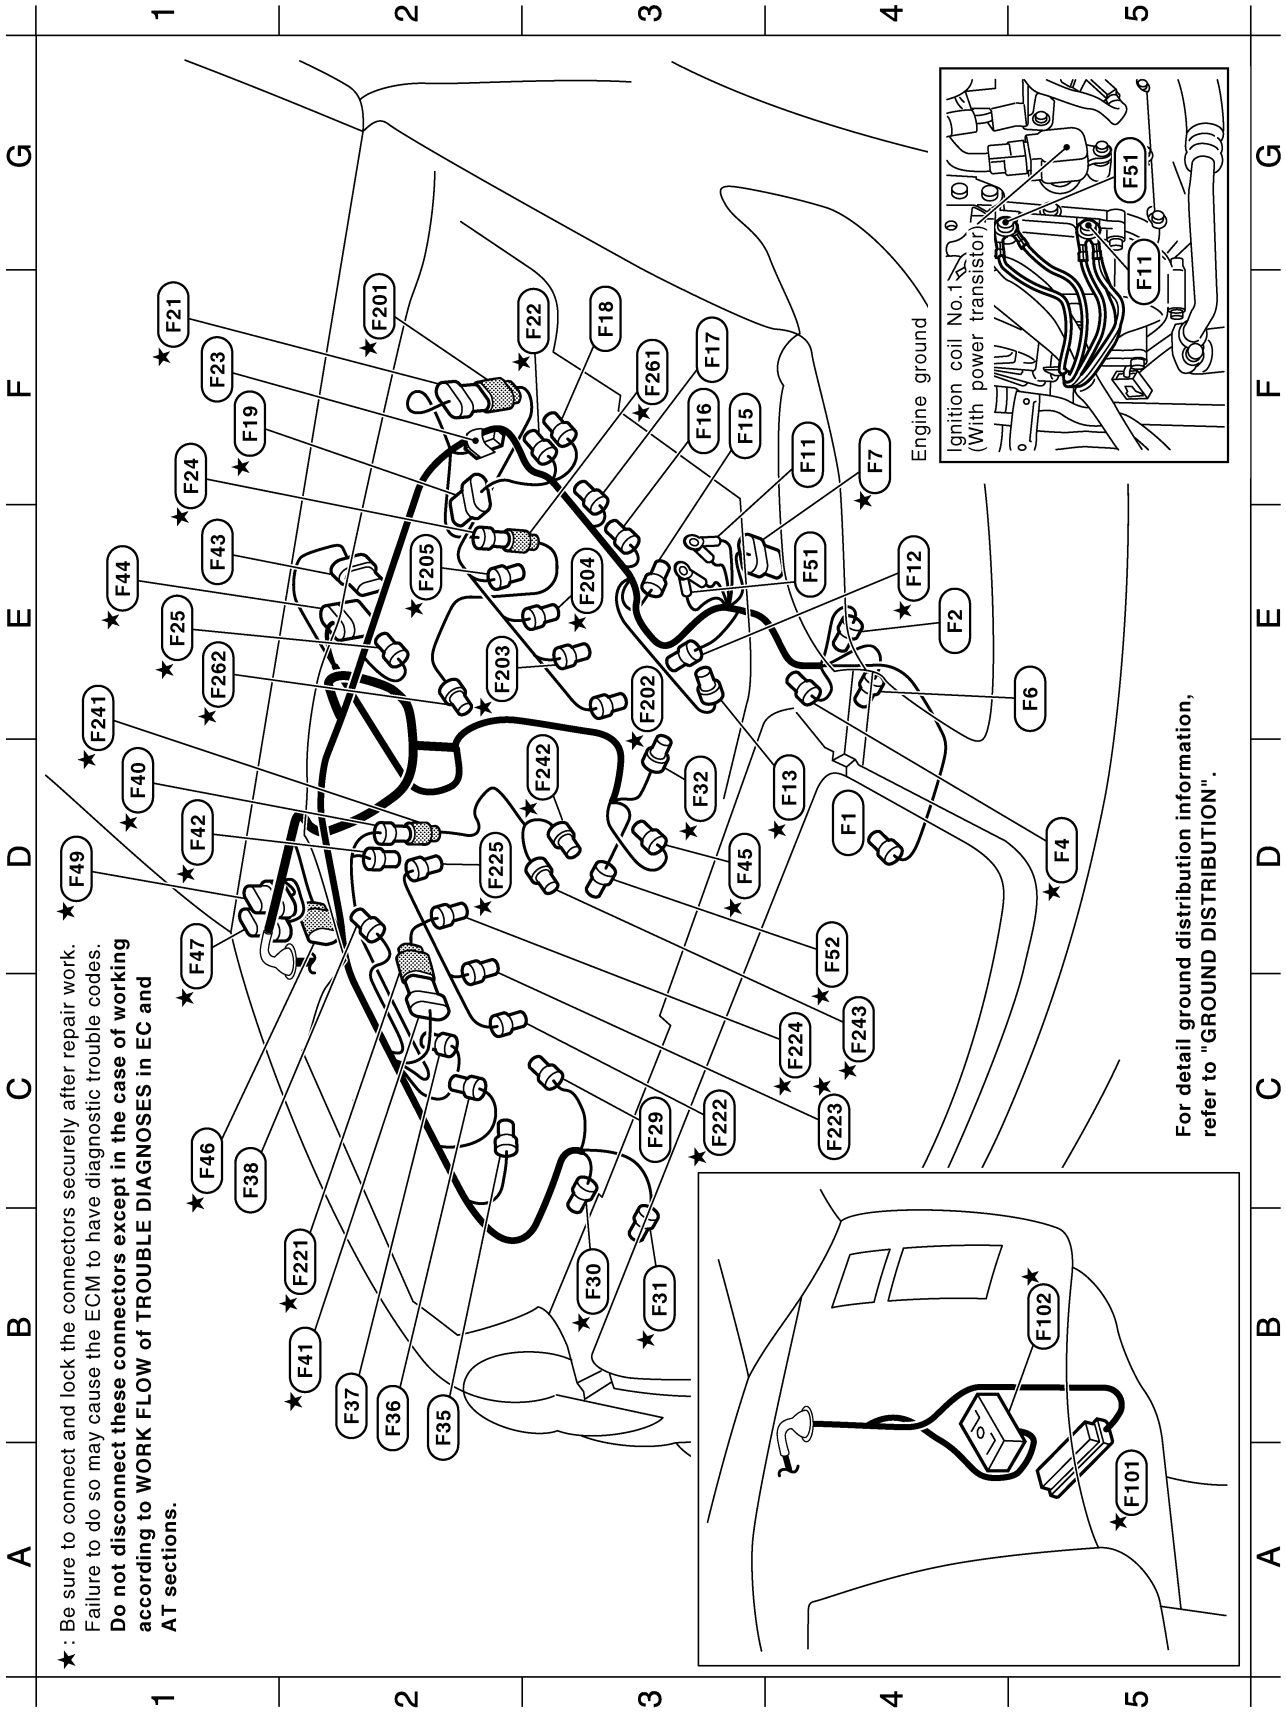 ★: Be sure to connect and lock the connectors securely after repair work.
Failure to do so may cause the ECM to have diagnostic trouble codes.
Do not disconnect these connectors except in the case of working
according to WORK FLOW of TROUBLE DIAGNOSES in EC and
AT sections.
1
2
3
4
5
A
B
C
D
E
F
G
★ F49
★ F47
★ F42
★ F40
★ F241
★ F262
★ F25
★ F44
F43
★ F24
★ F19
F23
★ F21
★ F201
★ F22
F18
★ F261
F17
F16
F15
F11
★ F7
F51
★ F12
F2
F6
★ F4
F1
★ F13
★ F32
★ F202
★ F203
★ F204
★ F205
★ F242
★ F225
★ F45
★ F52
★ F243
★ F224
★ F223
★ F222
F29
★ F31
★ F30
F35
F36
F37
★ F41
★ F221
F38
★ F46
Engine ground
Ignition coil No.1
(With power transistor)
F51
F11
★ F102
★ F101
For detail ground distribution information,
refer to "GROUND DISTRIBUTION".
A
B
C
D
E
F
G
1
2
3
4
5